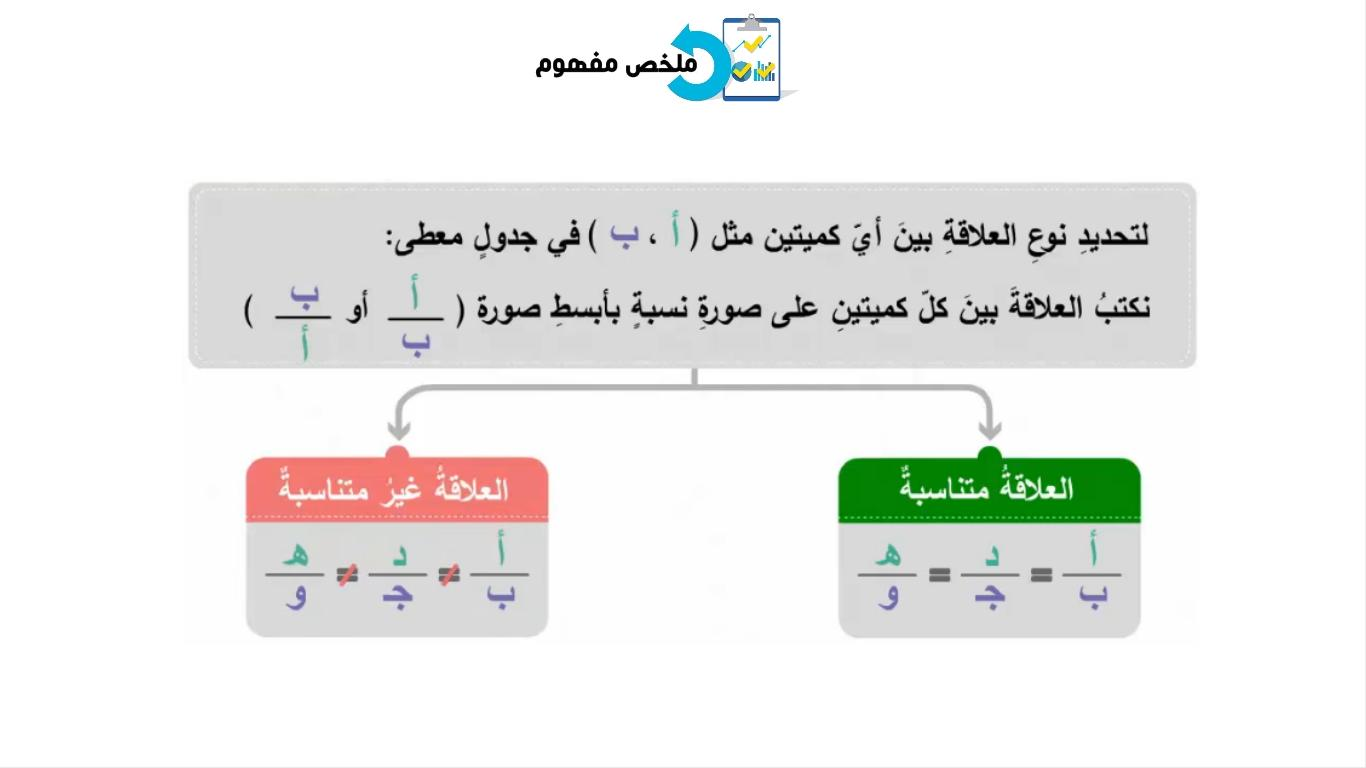 ملخص مفهوم
لتحديدِ نوعِ العلاقةِ بينَ أيّ كميتين مثل ( أ ، ب ) في جدولٍ معطى:
نكتبُ العلاقةَ بينَ كلّ كميتينِ على صورةِ نسبةٍ بأبسطِ صورة ( أ/ب أو ب/أ )
العلاقةُ متناسبةٌ
أ/ب = د/جـ = هـ/و
العلاقةُ غيرُ متناسبةٌ
أ/ب ≠ د/جـ ≠ هـ/و